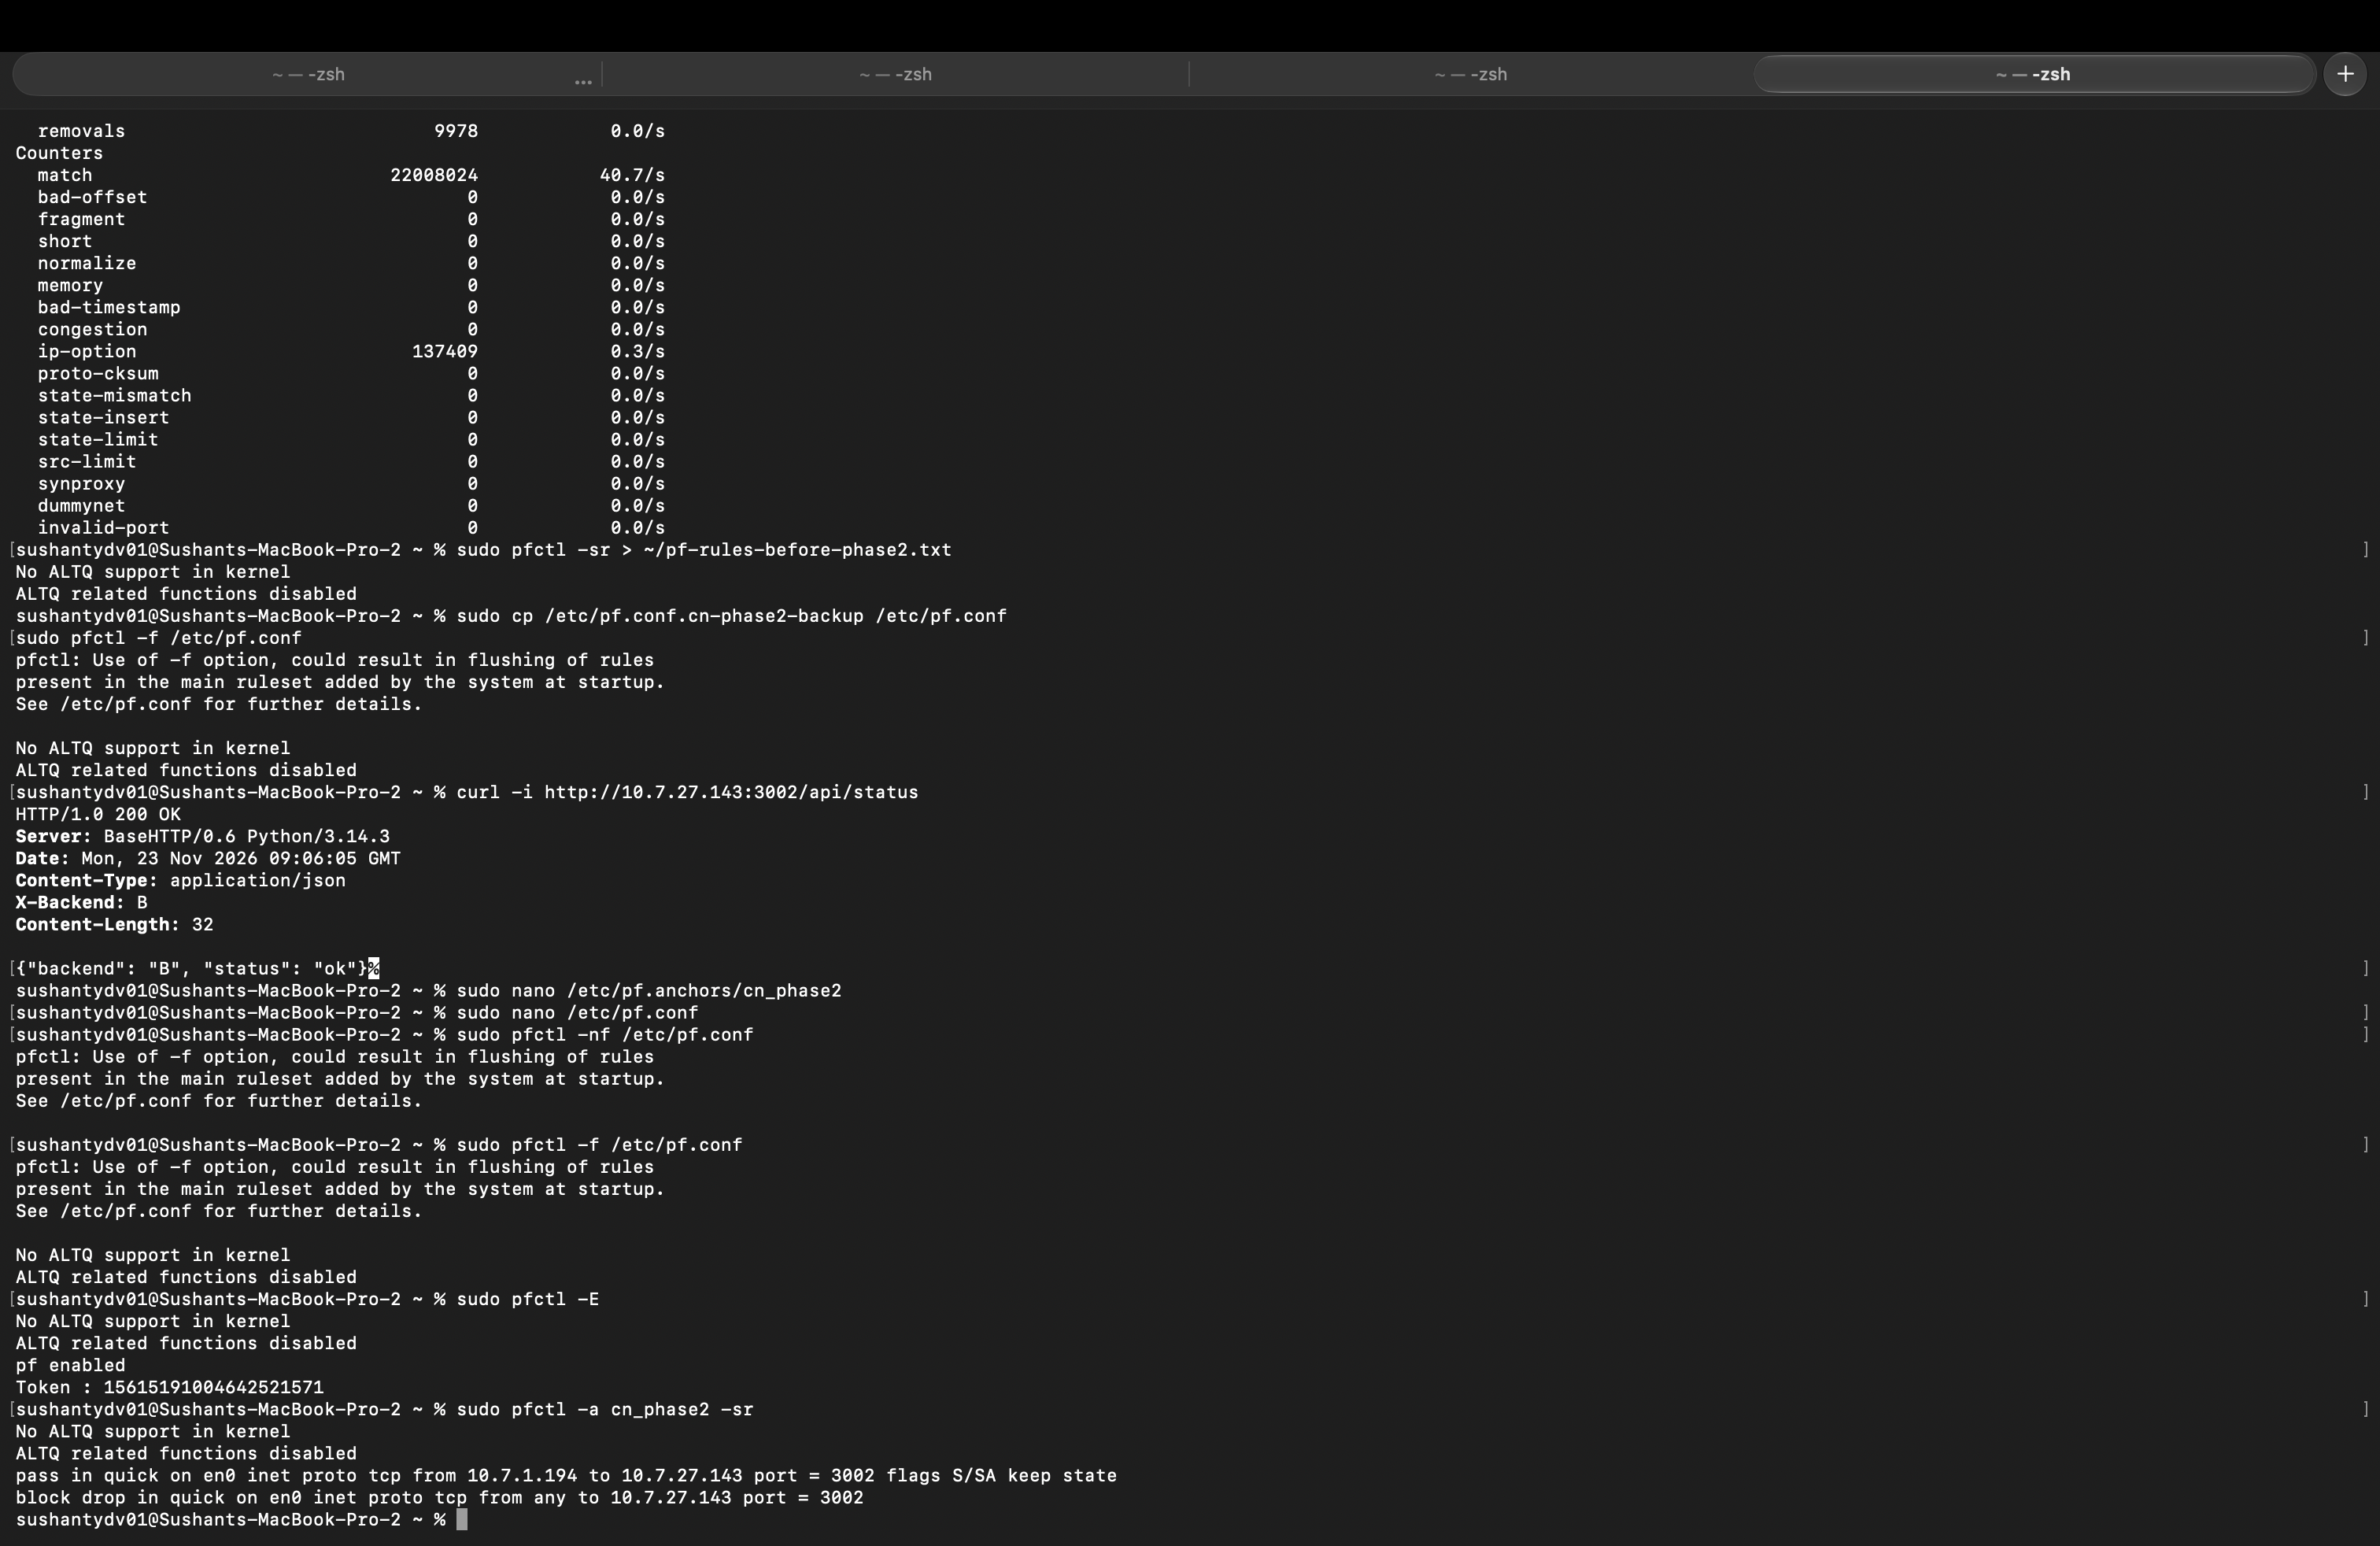 ~ — -zsh
...
~ — -zsh
~ — -zsh
~ — -zsh
+
removals 9978 0.0/s
Counters
match 22008024 40.7/s
bad-offset 0 0.0/s
fragment 0 0.0/s
short 0 0.0/s
normalize 0 0.0/s
memory 0 0.0/s
bad-timestamp 0 0.0/s
congestion 0 0.0/s
ip-option 137409 0.3/s
proto-cksum 0 0.0/s
state-mismatch 0 0.0/s
state-insert 0 0.0/s
state-limit 0 0.0/s
src-limit 0 0.0/s
synproxy 0 0.0/s
dummynet 0 0.0/s
invalid-port 0 0.0/s
[sushantydv01@Sushants-MacBook-Pro-2 ~ % sudo pfctl -sr > ~/pf-rules-before-phase2.txt ]
No ALTQ support in kernel
ALTQ related functions disabled
sushantydv01@Sushants-MacBook-Pro-2 ~ % sudo cp /etc/pf.conf.cn-phase2-backup /etc/pf.conf
[sudo pfctl -f /etc/pf.conf ]
pfctl: Use of -f option, could result in flushing of rules
present in the main ruleset added by the system at startup.
See /etc/pf.conf for further details.
No ALTQ support in kernel
ALTQ related functions disabled
[sushantydv01@Sushants-MacBook-Pro-2 ~ % curl -i http://10.7.27.143:3002/api/status ]
HTTP/1.0 200 OK
Server: BaseHTTP/0.6 Python/3.14.3
Date: Mon, 23 Nov 2026 09:06:05 GMT
Content-Type: application/json
X-Backend: B
Content-Length: 32
[{"backend": "B", "status": "ok"}% ]
sushantydv01@Sushants-MacBook-Pro-2 ~ % sudo nano /etc/pf.anchors/cn_phase2
[sushantydv01@Sushants-MacBook-Pro-2 ~ % sudo nano /etc/pf.conf ]
[sushantydv01@Sushants-MacBook-Pro-2 ~ % sudo pfctl -nf /etc/pf.conf ]
pfctl: Use of -f option, could result in flushing of rules
present in the main ruleset added by the system at startup.
See /etc/pf.conf for further details.
[sushantydv01@Sushants-MacBook-Pro-2 ~ % sudo pfctl -f /etc/pf.conf ]
pfctl: Use of -f option, could result in flushing of rules
present in the main ruleset added by the system at startup.
See /etc/pf.conf for further details.
No ALTQ support in kernel
ALTQ related functions disabled
[sushantydv01@Sushants-MacBook-Pro-2 ~ % sudo pfctl -E ]
No ALTQ support in kernel
ALTQ related functions disabled
pf enabled
Token : 15615191004642521571
[sushantydv01@Sushants-MacBook-Pro-2 ~ % sudo pfctl -a cn_phase2 -sr ]
No ALTQ support in kernel
ALTQ related functions disabled
pass in quick on en0 inet proto tcp from 10.7.1.194 to 10.7.27.143 port = 3002 flags S/SA keep state
block drop in quick on en0 inet proto tcp from any to 10.7.27.143 port = 3002
sushantydv01@Sushants-MacBook-Pro-2 ~ %